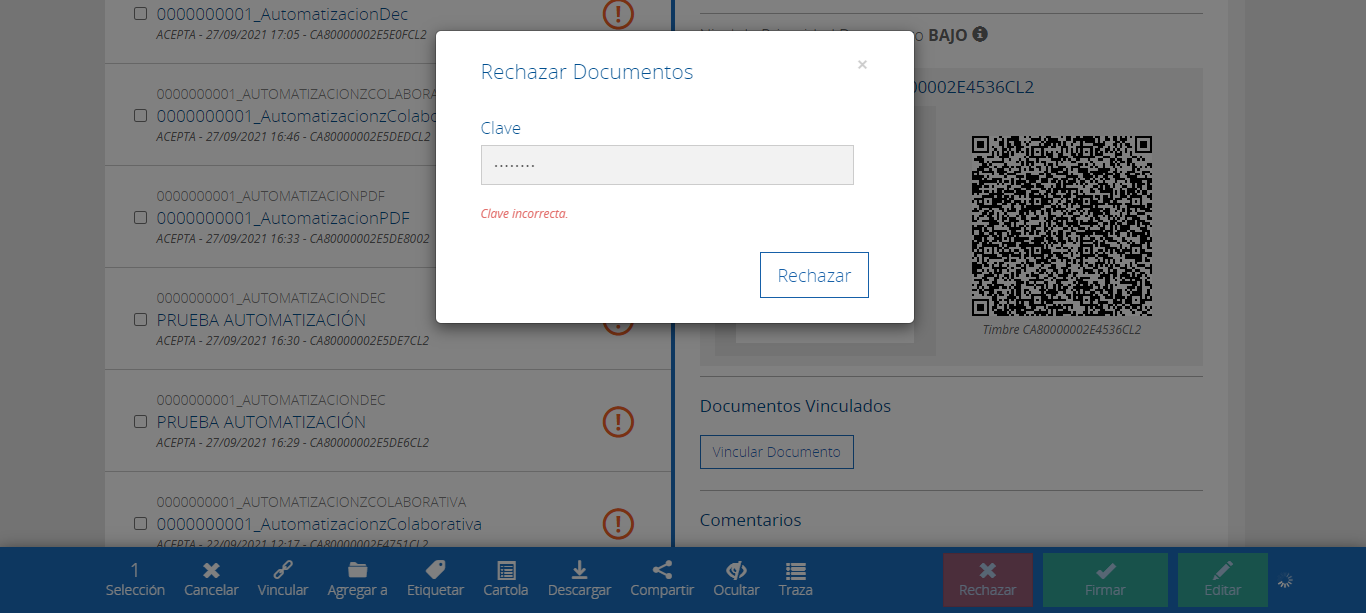 0000000001_AutomatizacionDec
ACEPTA - 27/09/2021 17:05 - CA80000002E5E0FCL2
0000000001_AUTOMATIZACIONZCOLABORA
0000000001_AutomatizacionzColabo
ACEPTA - 27/09/2021 16:46 - CA80000002E5DEDCL2
0000000001_AUTOMATIZACIONPDF
0000000001_AutomatizacionPDF
ACEPTA - 27/09/2021 16:33 - CA80000002E5DE8002
0000000001_AUTOMATIZACIONDEC
PRUEBA AUTOMATIZACIÓN
ACEPTA - 27/09/2021 16:30 - CA80000002E5DE7CL2
0000000001_AUTOMATIZACIONDEC
PRUEBA AUTOMATIZACIÓN
ACEPTA - 27/09/2021 16:29 - CA80000002E5DE6CL2
0000000001_AUTOMATIZACIONZCOLABORATIVA
0000000001_AutomatizacionzColaborativa
ACEPTA - 22/09/2021 12:17 - CA80000002E4751CL2
Rechazar Documentos
×
Clave
........
Clave incorrecta.
Rechazar
BAJO
00002E4536CL2
Timbre CA80000002E4536CL2
Documentos Vinculados
Vincular Documento
Comentarios
1
Selección
Cancelar
Vincular
Agregar a
Etiquetar
Cartola
Descargar
Compartir
Ocultar
Traza
Rechazar
Firmar
Editar